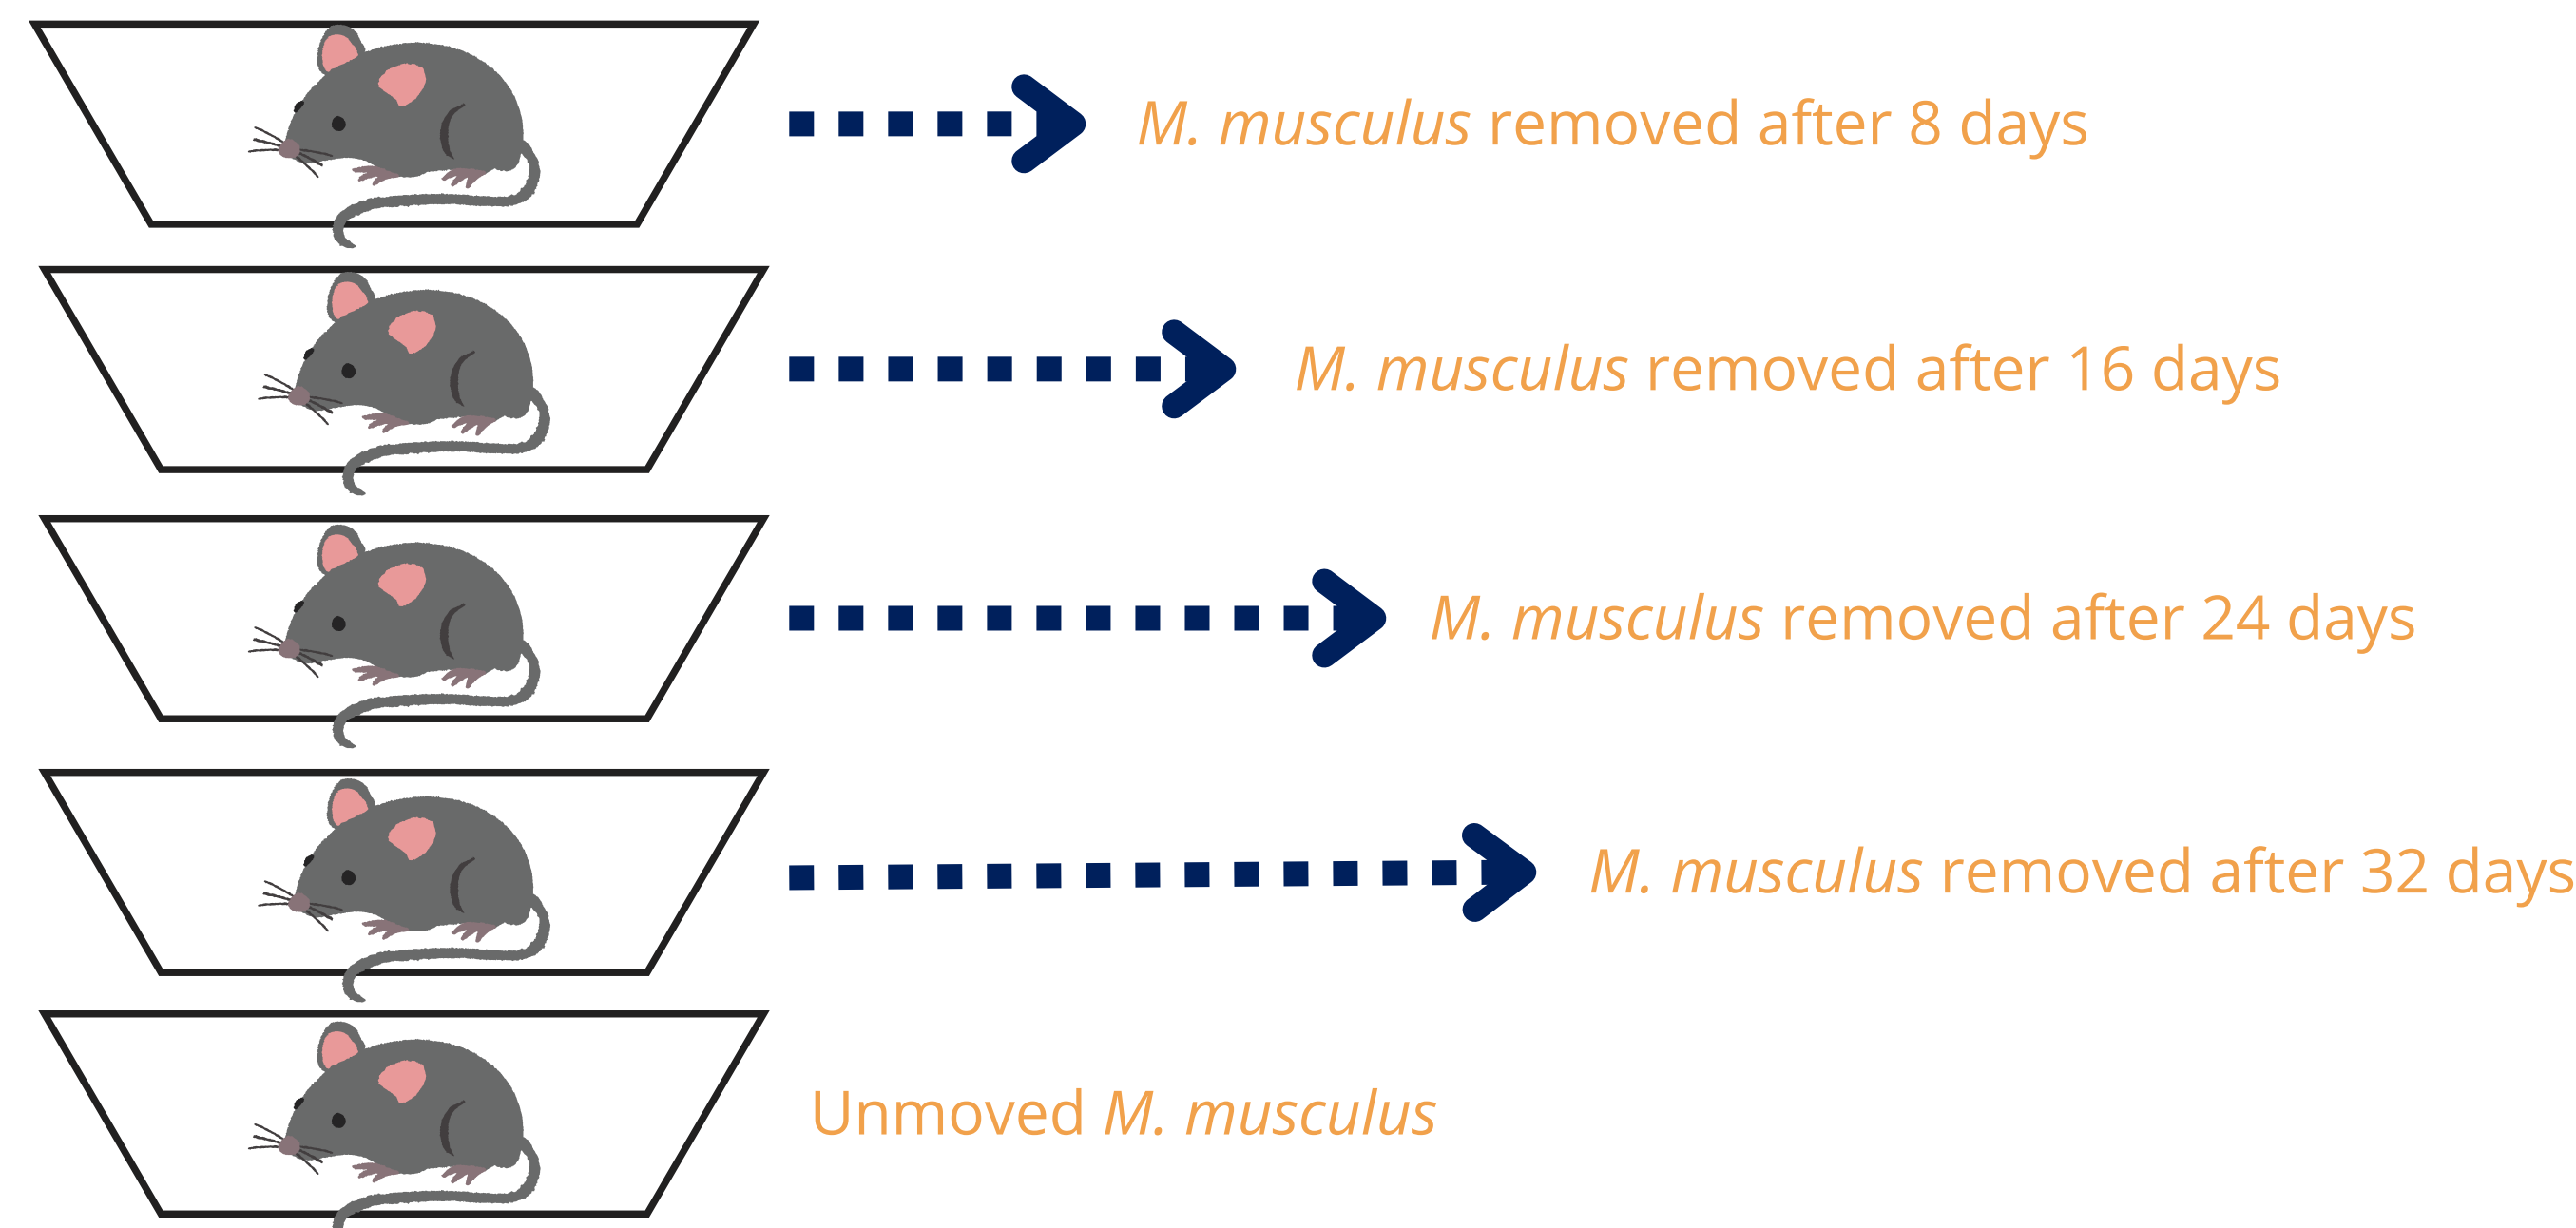 M. musculus removed after 8 days
M. musculus removed after 16 days
M. musculus removed after 24 days
M. musculus removed after 32 days
Unmoved M. musculus